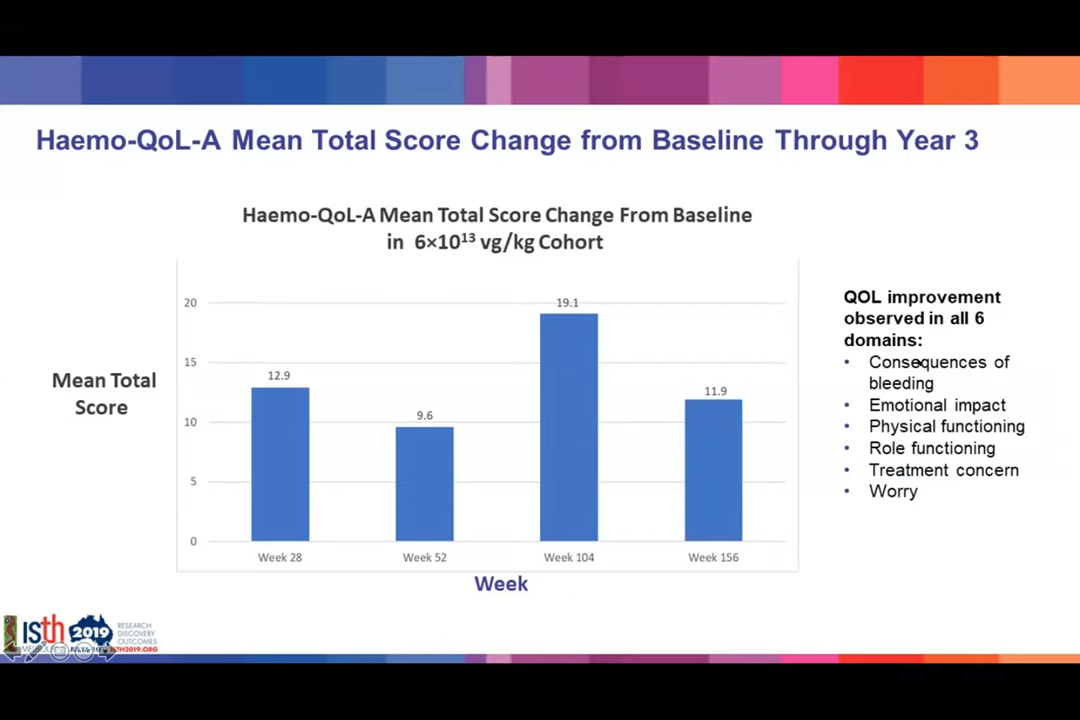 Haemo-QoL-A Mean Total Score Change from Baseline Through Year 3
Haemo-QoL-A Mean Total Score Change From Baseline
in 6×10¹³ vg/kg Cohort
Mean Total
Score
20
15
10
5
0
12.9
9.6
19.1
11.9
Week 28
Week 52
Week 104
Week 156
Week
QOL improvement
observed in all 6
domains:
• Consequences of
bleeding
• Emotional impact
• Physical functioning
• Role functioning
• Treatment concern
• Worry
isth
2019
RESEARCH
DISCOVERY
OUTCOMES
ISTH2019.ORG